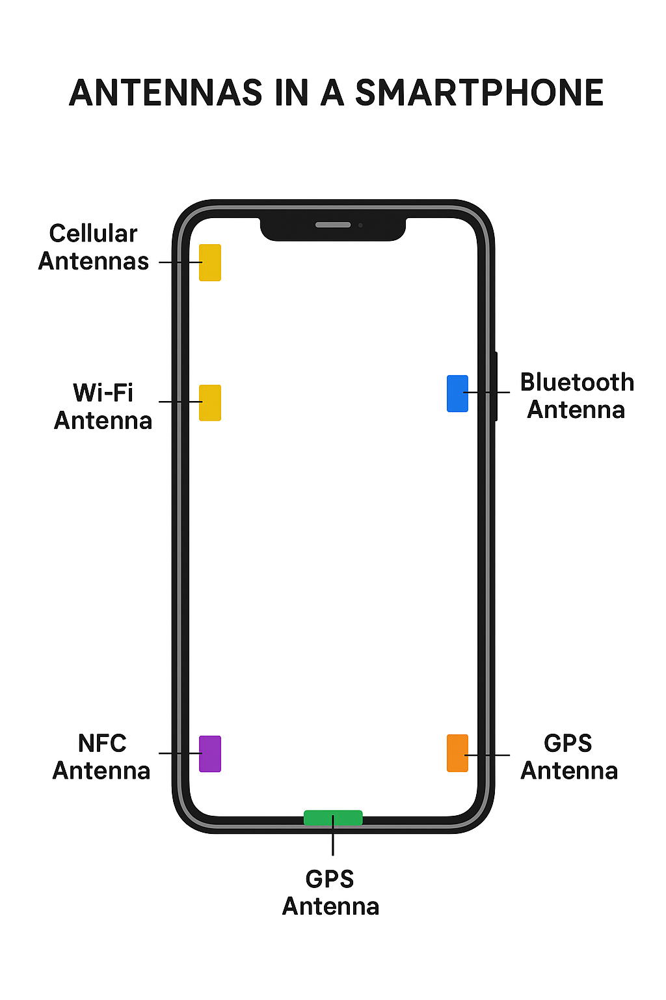 ANTENNAS IN A SMARTPHONE
Cellular
Antennas
Wi-Fi
Antenna
Bluetooth
Antenna
NFC
Antenna
GPS
Antenna
GPS
Antenna